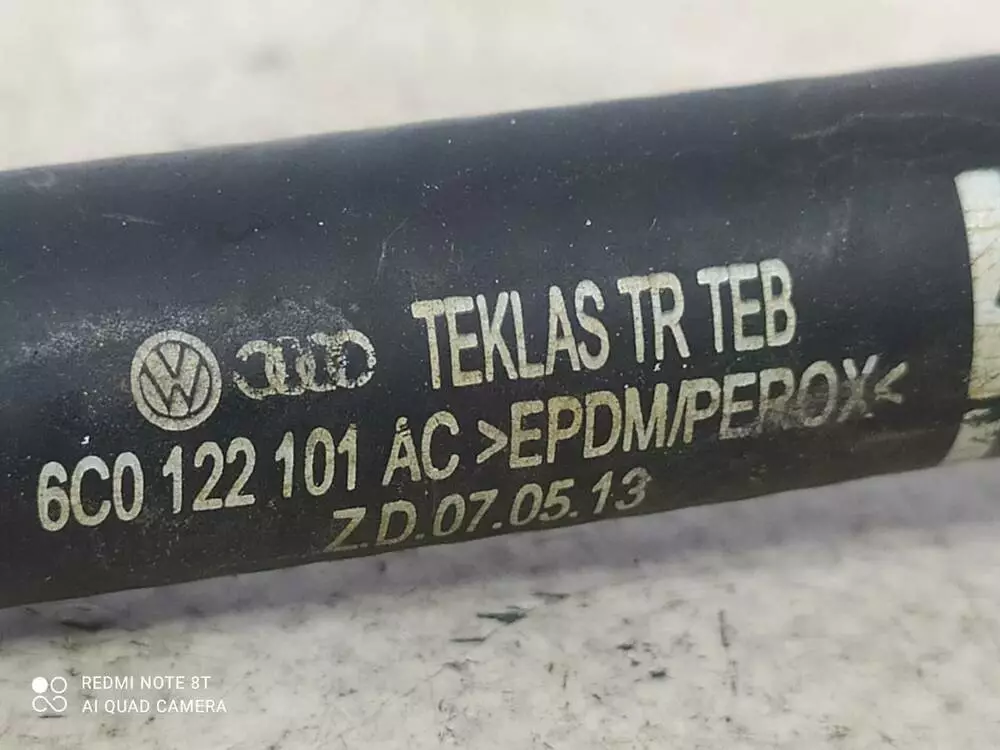 TEKLAS TR TEB
6C0 122 101 AC >EPDM/PEROX<
Z.D.07.05.13
REDMI NOTE 8T
AI QUAD CAMERA